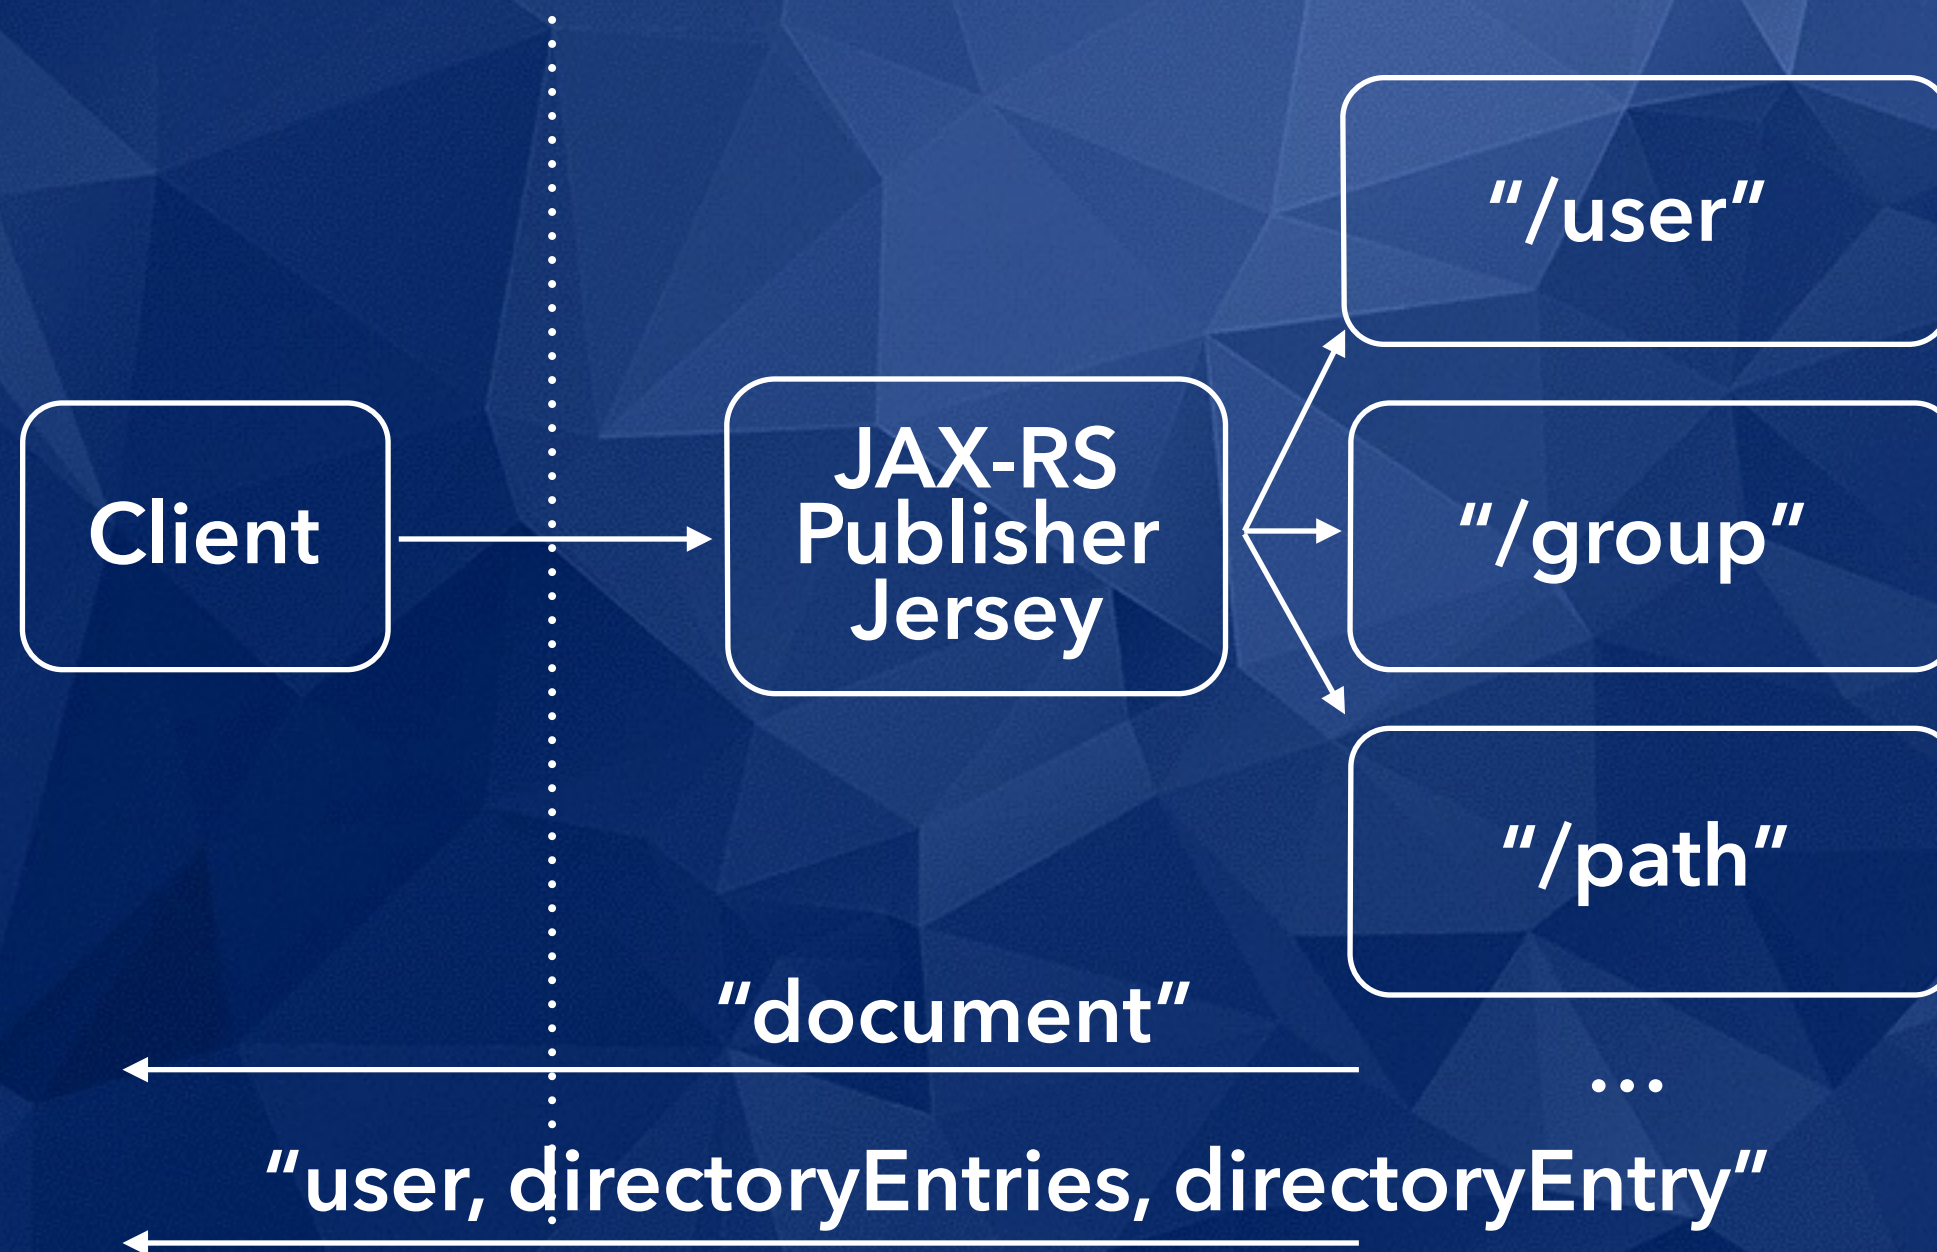 “/user”
Client
JAX-RS
Publisher
Jersey
“/group”
“/path”
“document”
...
“user, directoryEntries, directoryEntry”